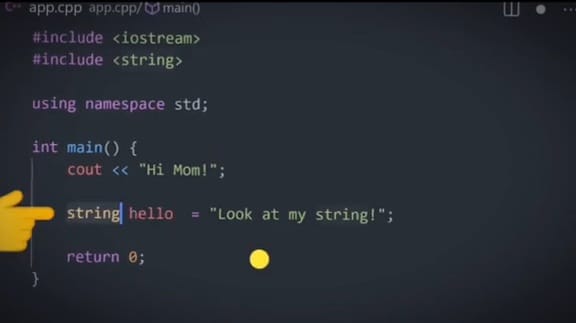 app.cpp app.cpp/ main()
#include <iostream>
#include <string>
using namespace std;
int main() {
cout << "Hi Mom!";
string hello = "Look at my string!";
return 0;
}